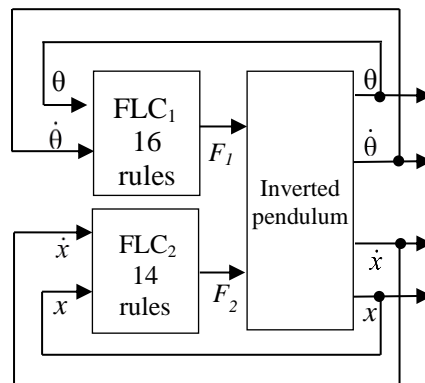 θ
θ̇
FLC₁
16
rules
F₁
ẋ
x
FLC₂
14
rules
F₂
Inverted
pendulum
θ
θ̇
ẋ
x